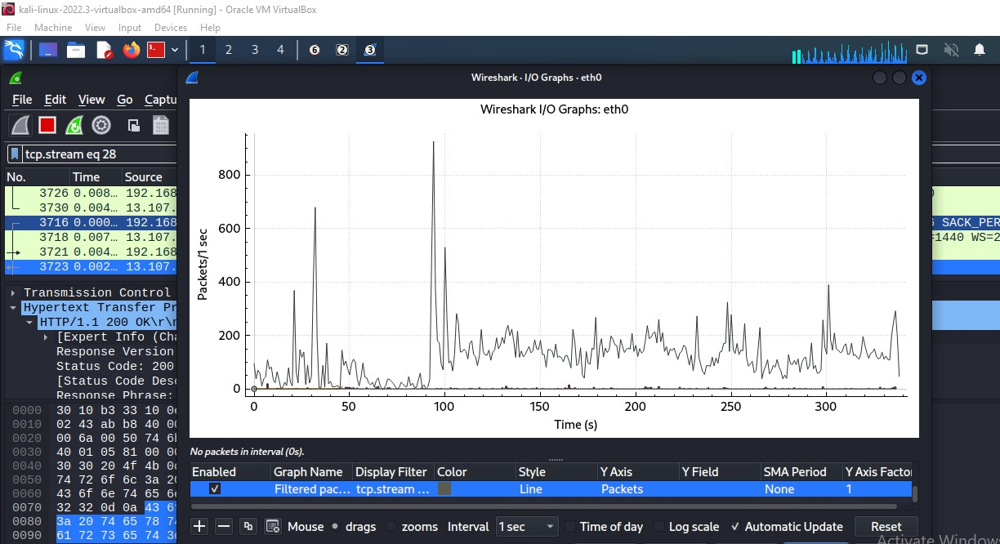 kali-linux-2022.3-virtualbox-amd64 [Running] - Oracle VM VirtualBox
File Machine View Input Devices Help
1 2 3 4 6 2 3
Wireshark · I/O Graphs · eth0
File Edit View Go Captu
tcp.stream eq 28
No. Time Source
3726 0.008… 192.168
3730 0.004… 13.107.
3716 0.000… 192.168
3718 0.007… 13.107.
3721 0.004… 192.168
3723 0.002… 13.107.
SACK_PER
=1440 WS=2
Transmission Control
Hypertext Transfer Pr
HTTP/1.1 200 OK\r\n
[Expert Info (Cha
Response Version
Status Code: 200
[Status Code Desc
Response Phrase:
0000 30 10 b3 33 10 0e
0010 02 43 ab b8 40 00
0020 00 6a 00 50 74 6b
0030 40 01 05 81 00 00
0040 30 30 20 4f 4b 0d
0050 74 72 6f 6c 3a 20
0060 43 6f 6e 74 65 6e
0070 32 32 0d 0a 43 6f
0080 3a 20 74 65 78 74
0090 61 72 73 65 74 3d
Wireshark I/O Graphs: eth0
Packets/1 sec
800
600
400
200
0
0 50 100 150 200 250 300
Time (s)
No packets in interval (0s).
Enabled Graph Name Display Filter Color Style Y Axis Y Field SMA Period Y Axis Factor
Filtered pac… tcp.stream … Line Packets None 1
Mouse drags zooms Interval 1 sec Time of day Log scale Automatic Update Reset
Activate Windows